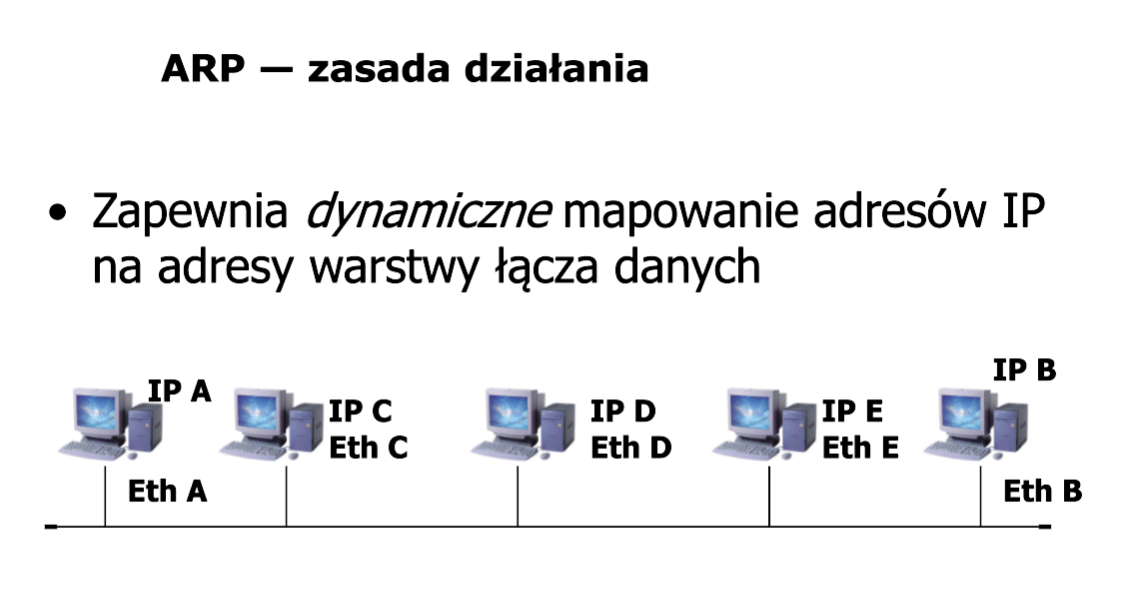 ARP — zasada działania
• Zapewnia dynamiczne mapowanie adresów IP
na adresy warstwy łącza danych
IP A
Eth A
IP C
Eth C
IP D
Eth D
IP E
Eth E
IP B
Eth B